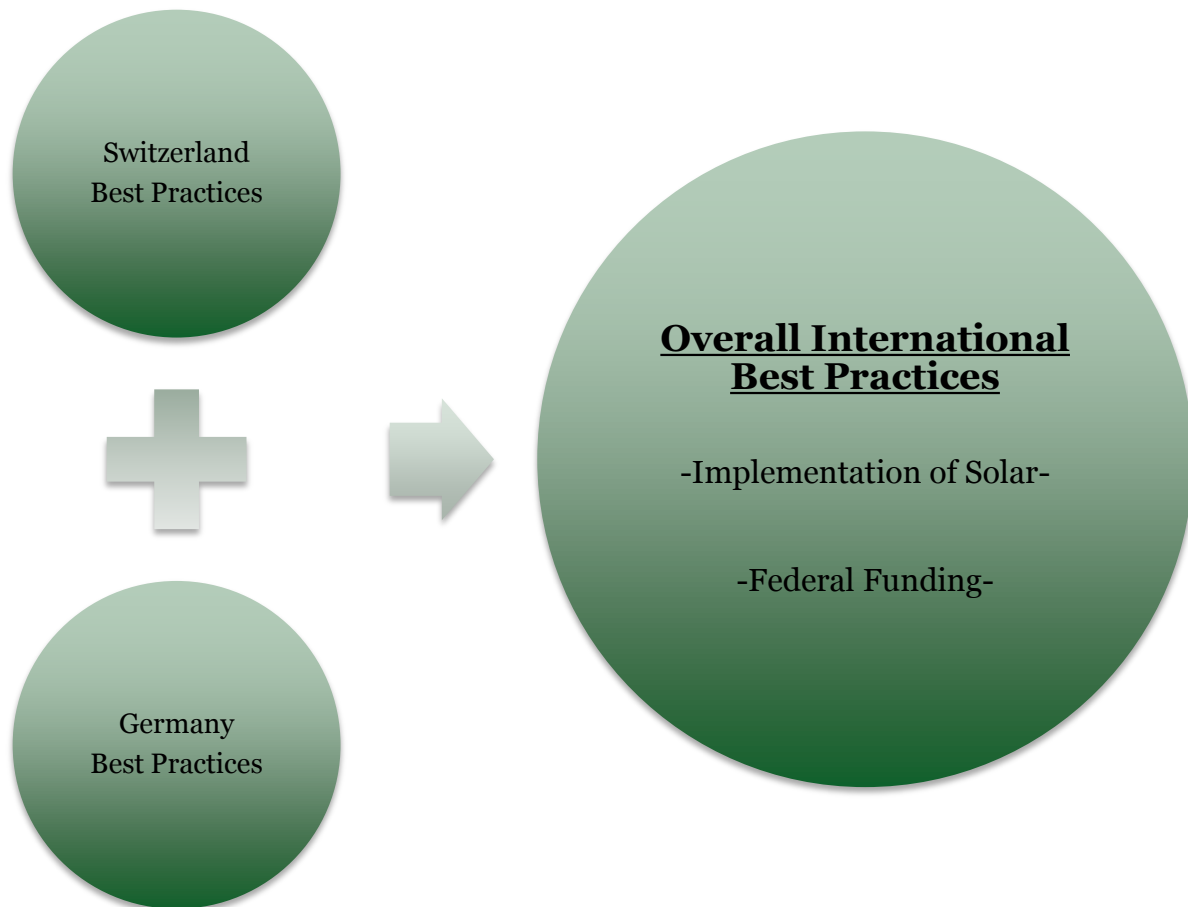 Switzerland
Best Practices
Germany
Best Practices
Overall International
Best Practices
-Implementation of Solar-
-Federal Funding-